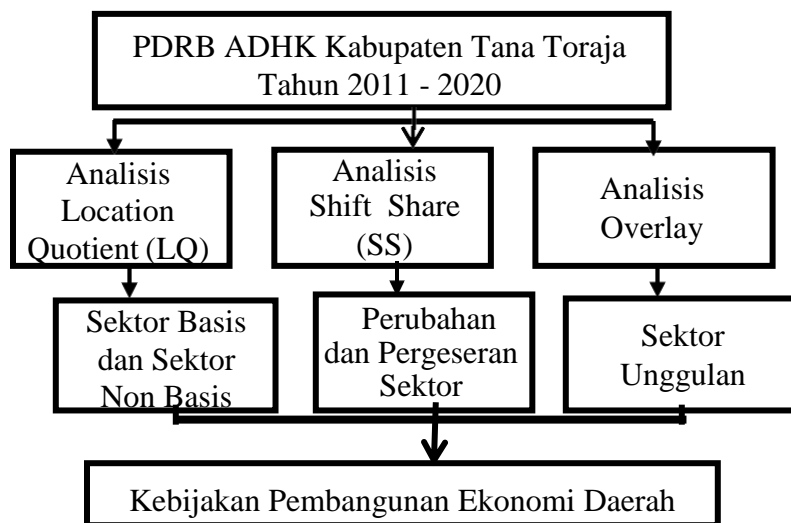 PDRB ADHK Kabupaten Tana Toraja
Tahun 2011 - 2020
Analisis
Location
Quotient (LQ)
Analisis
Shift Share
(SS)
Analisis
Overlay
Sektor Basis
dan Sektor
Non Basis
Perubahan
dan Pergeseran
Sektor
Sektor
Unggulan
Kebijakan Pembangunan Ekonomi Daerah